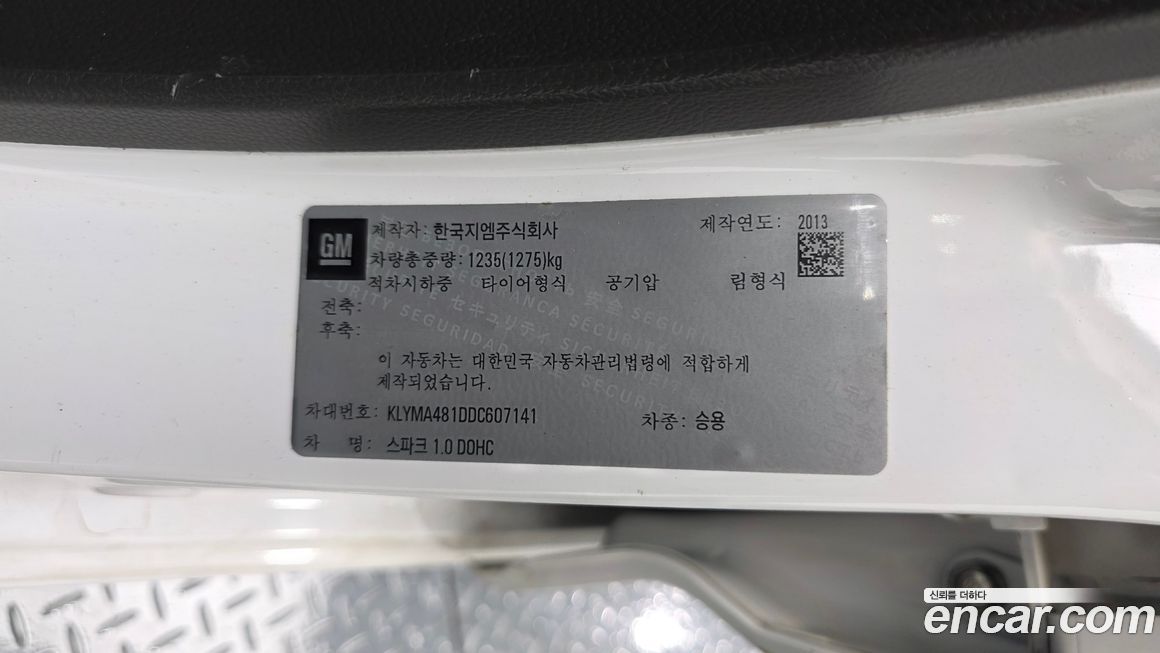 GM
제작자: 한국지엠주식회사 제작연도: 2013
차량총중량: 1235(1275)kg
적차시하중 타이어형식 공기압 림형식
전축:
후축:
이 자동차는 대한민국 자동차관리법령에 적합하게
제작되었습니다.
차대번호: KLYMA481DDC607141 차종: 승용
차 명: 스파크 1.0 DOHC
신뢰를 더하다
encar.com